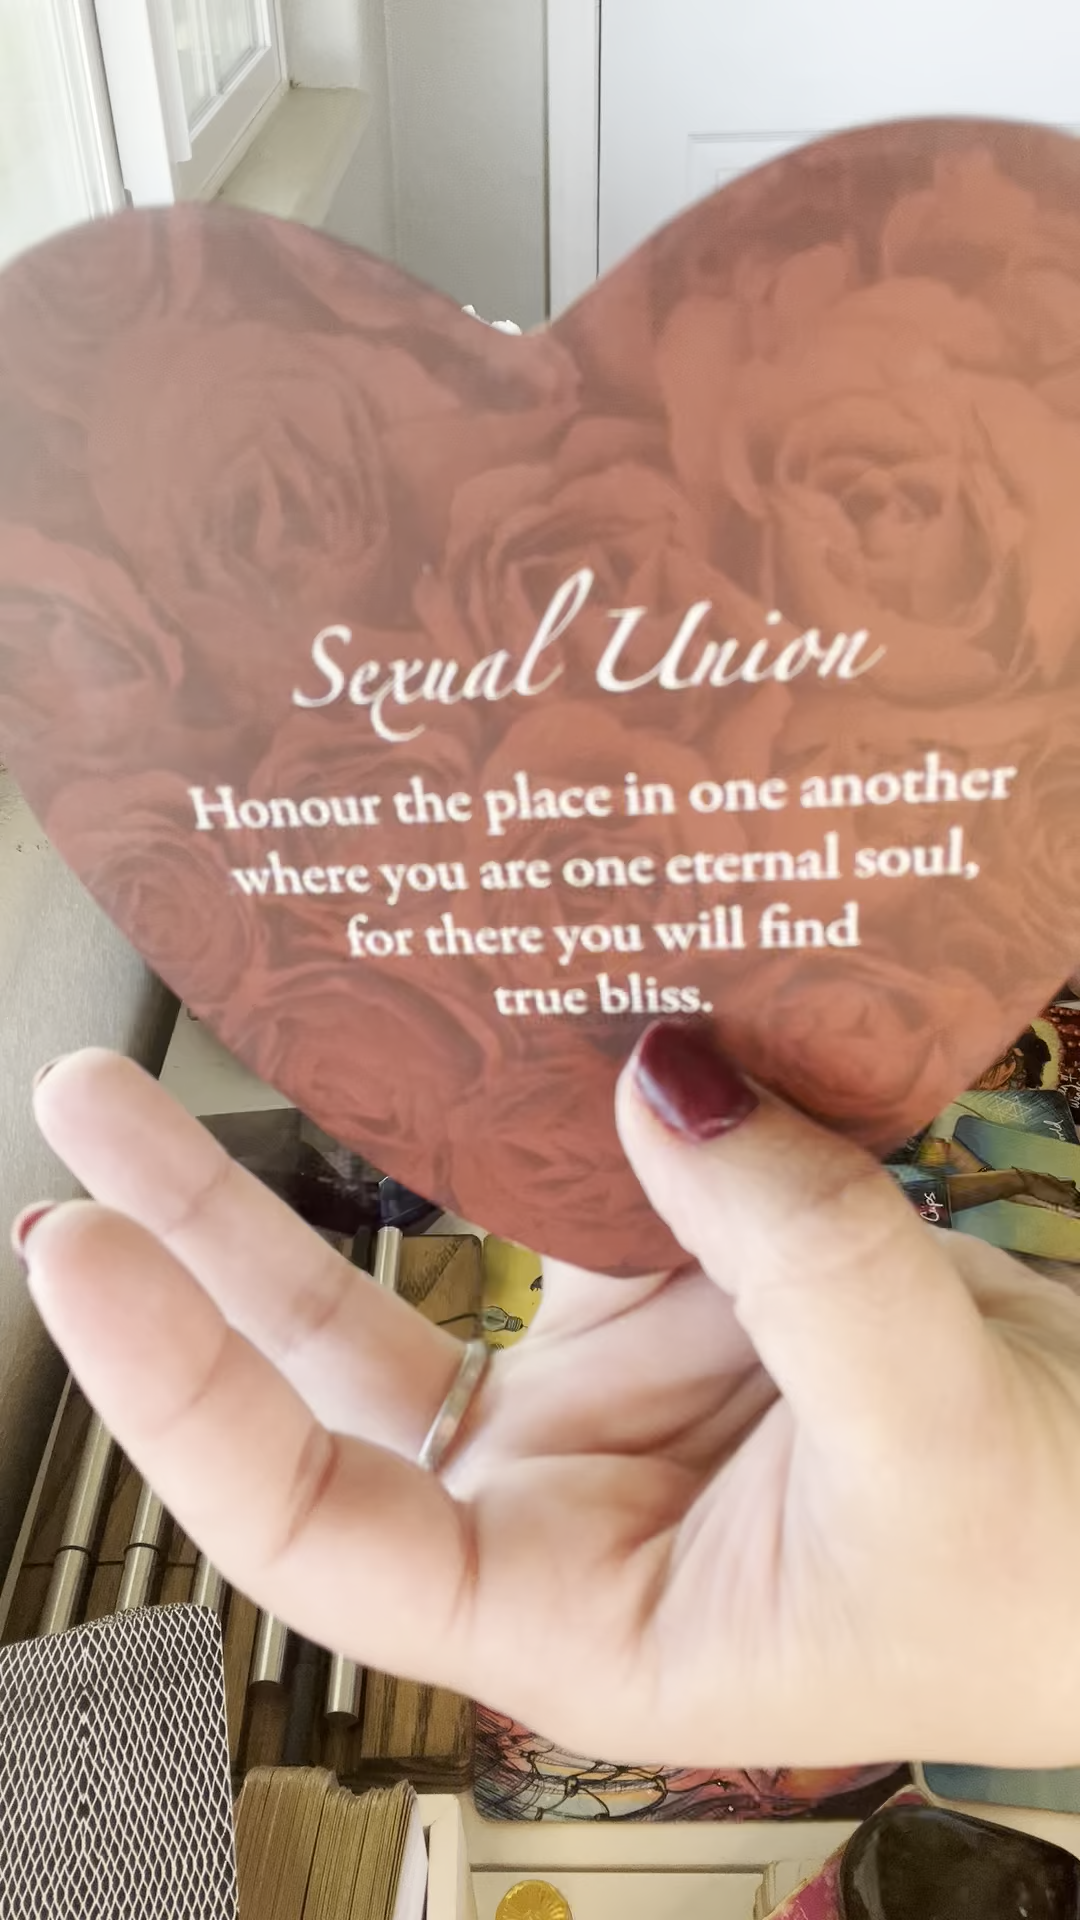 Sexual Union
Honour the place in one another
where you are one eternal soul,
for there you will find
true bliss.
Cups